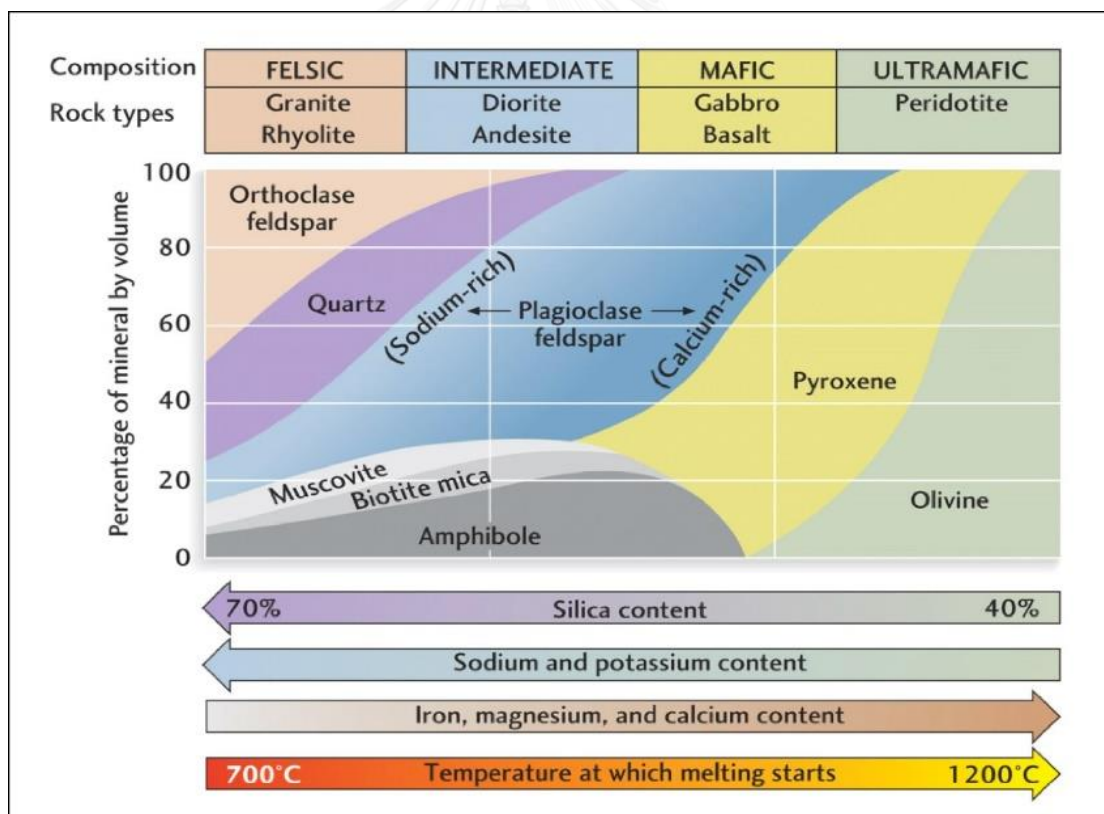 Composition FELSIC INTERMEDIATE MAFIC ULTRAMAFIC
Rock types Granite Diorite Gabbro Peridotite
Rhyolite Andesite Basalt
Percentage of mineral by volume
100
80
60
40
20
0
Orthoclase
feldspar
Quartz
(Sodium-rich)
Plagioclase
feldspar
(Calcium-rich)
Pyroxene
Muscovite
Biotite mica
Amphibole
Olivine
70% Silica content 40%
Sodium and potassium content
Iron, magnesium, and calcium content
700°C Temperature at which melting starts 1200°C